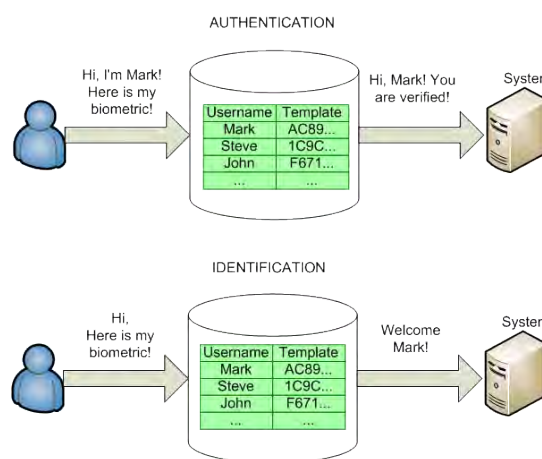 AUTHENTICATION
Hi, I'm Mark!
Here is my
biometric!
Hi, Mark! You
are verified!
System
Username Template
Mark AC89...
Steve 1C9C...
John F671...
... ...
IDENTIFICATION
Hi,
Here is my
biometric!
Welcome
Mark!
System
Username Template
Mark AC89...
Steve 1C9C...
John F671...
... ...